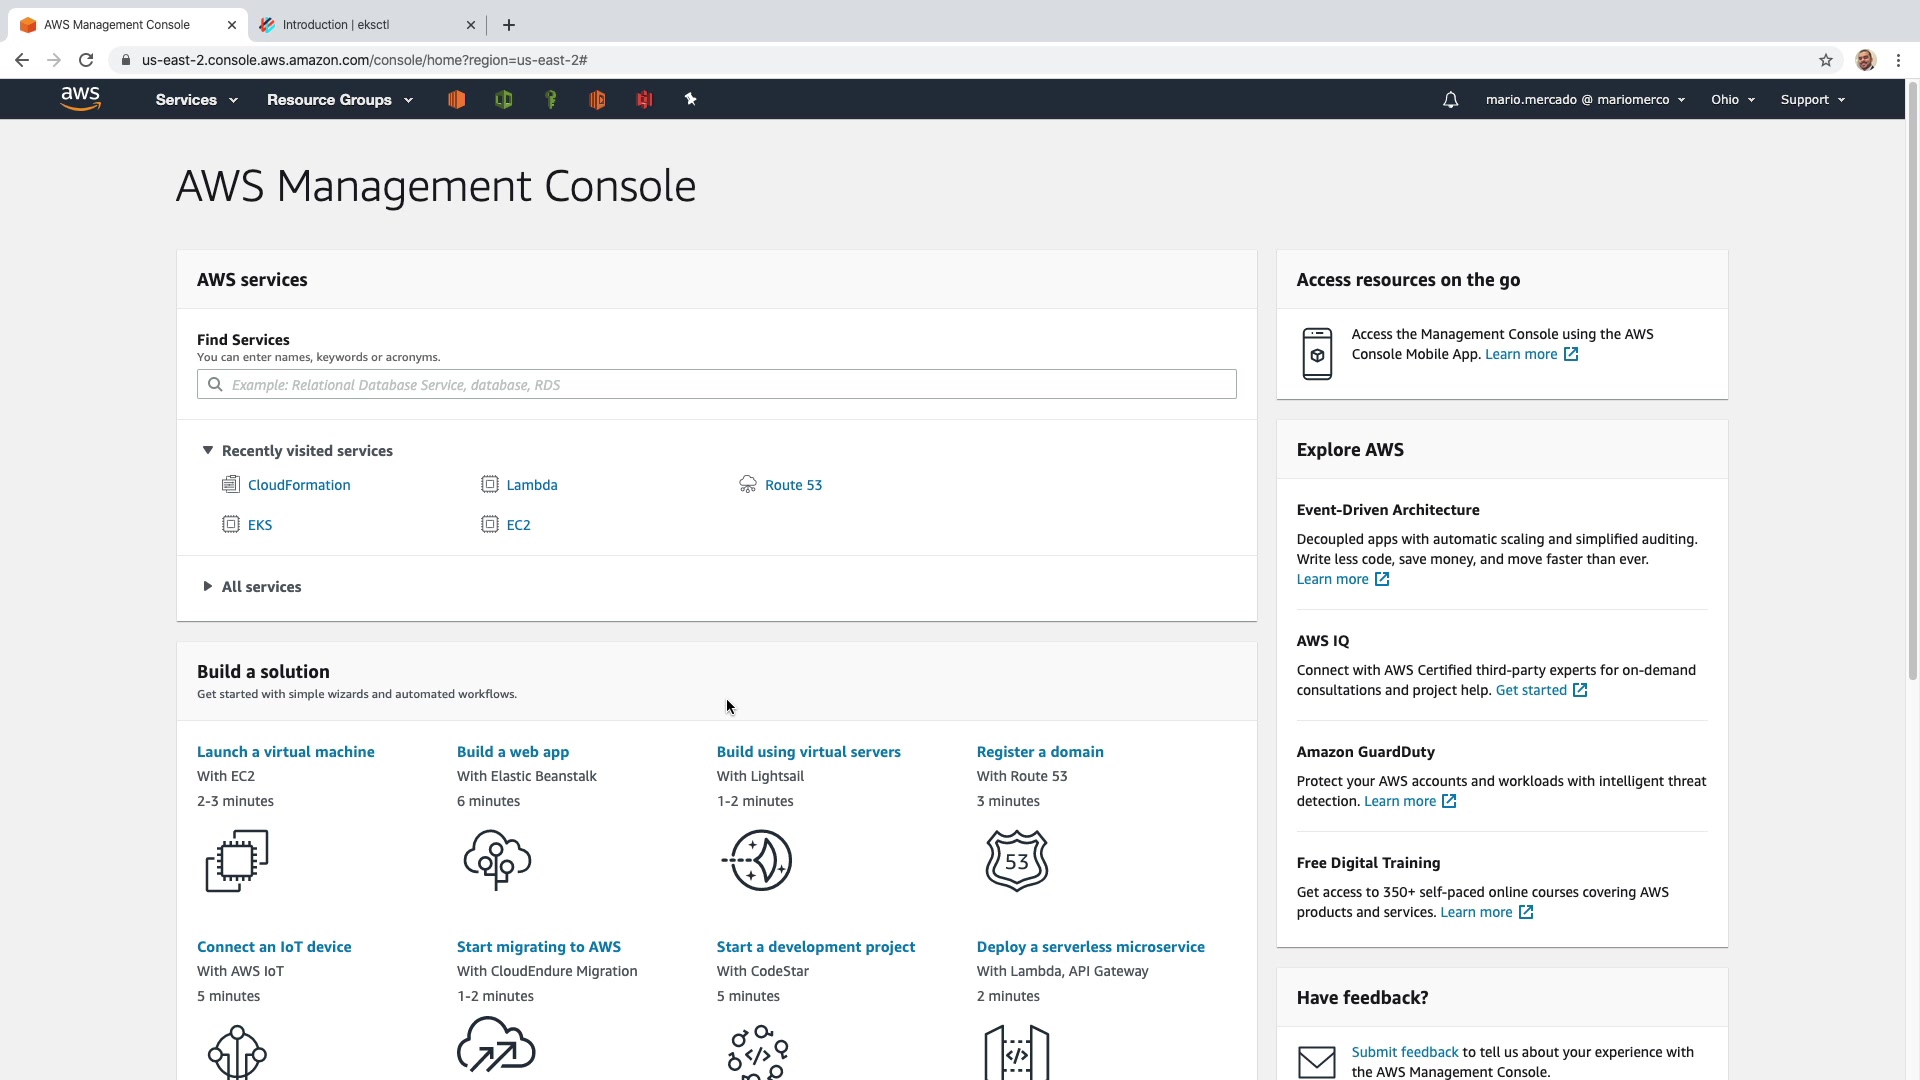 AWS Management Console
Introduction | eksctl
us-east-2.console.aws.amazon.com/console/home?region=us-east-2#
aws
Services
Resource Groups
mario.mercado @ mariomerco
Ohio
Support
AWS Management Console
AWS services
Find Services
You can enter names, keywords or acronyms.
Example: Relational Database Service, database, RDS
Recently visited services
CloudFormation
Lambda
Route 53
EKS
EC2
All services
Build a solution
Get started with simple wizards and automated workflows.
Launch a virtual machine
With EC2
2-3 minutes
Build a web app
With Elastic Beanstalk
6 minutes
Build using virtual servers
With Lightsail
1-2 minutes
Register a domain
With Route 53
3 minutes
53
Connect an IoT device
With AWS IoT
5 minutes
Start migrating to AWS
With CloudEndure Migration
1-2 minutes
Start a development project
With CodeStar
5 minutes
</>
Deploy a serverless microservice
With Lambda, API Gateway
2 minutes
</>
Access resources on the go
Access the Management Console using the AWS
Console Mobile App. Learn more
Explore AWS
Event-Driven Architecture
Decoupled apps with automatic scaling and simplified auditing.
Write less code, save money, and move faster than ever.
Learn more
AWS IQ
Connect with AWS Certified third-party experts for on-demand
consultations and project help. Get started
Amazon GuardDuty
Protect your AWS accounts and workloads with intelligent threat
detection. Learn more
Free Digital Training
Get access to 350+ self-paced online courses covering AWS
products and services. Learn more
Have feedback?
Submit feedback to tell us about your experience with
the AWS Management Console.